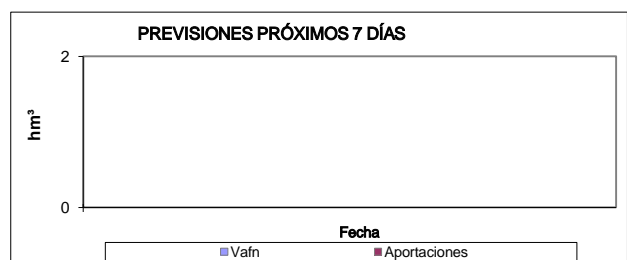 PREVISIONES PRÓXIMOS 7 DÍAS
2
hm³
0
Fecha
Vafn Aportaciones